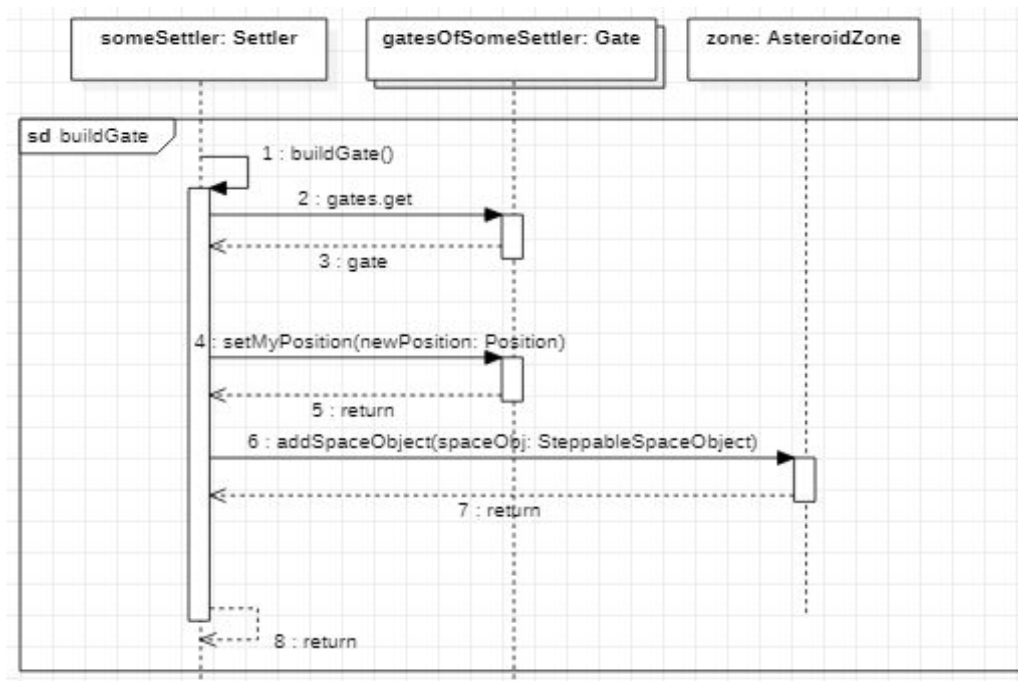 someSettler: Settler
gatesOfSomeSettler: Gate
zone: AsteroidZone
sd buildGate
1 : buildGate()
2 : gates.get
3 : gate
4 : setMyPosition(newPosition: Position)
5 : return
6 : addSpaceObject(spaceObj: SteppableSpaceObject)
7 : return
8 : return